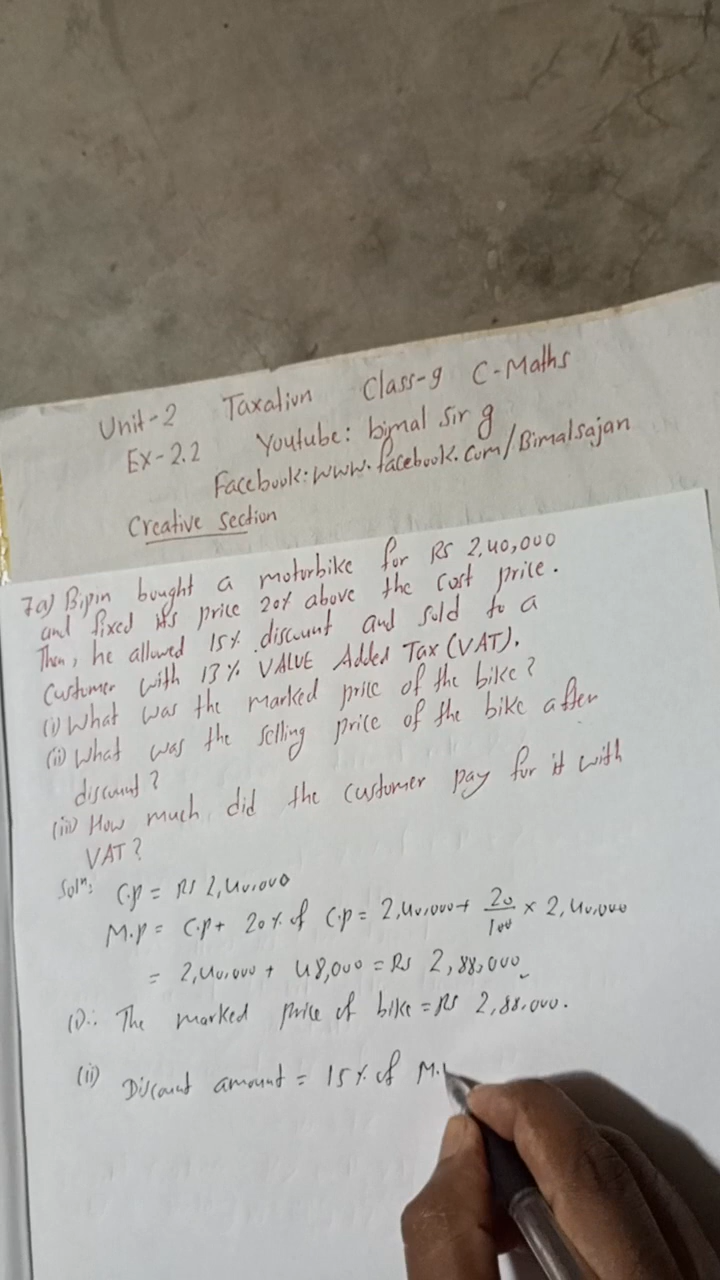 Unit-2 Taxation Class-9 C-Maths
Ex-2.2 Youtube: bimal Sir g
Facebook: www.facebook.com/Bimalsajan
Creative section
7a) Bipin bought a motorbike for RS 2,40,000
and fixed its price 20% above the cost price.
Then, he allowed 15% discount and sold to a
Customer with 13% VALUE Added Tax (VAT).
(i) What was the marked price of the bike?
(ii) What was the selling price of the bike after
discount?
(iii) How much did the customer pay for it with
VAT?
Solⁿ: C.p = RS 2,40,000
M.p = C.p + 20% of C.p = 2,40,000 + 20/100 × 2,40,000
= 2,40,000 + 48,000 = RS 2,88,000
(i) ∴ The marked price of bike = RS 2,88,000.
(ii) Discount amount = 15% of M.